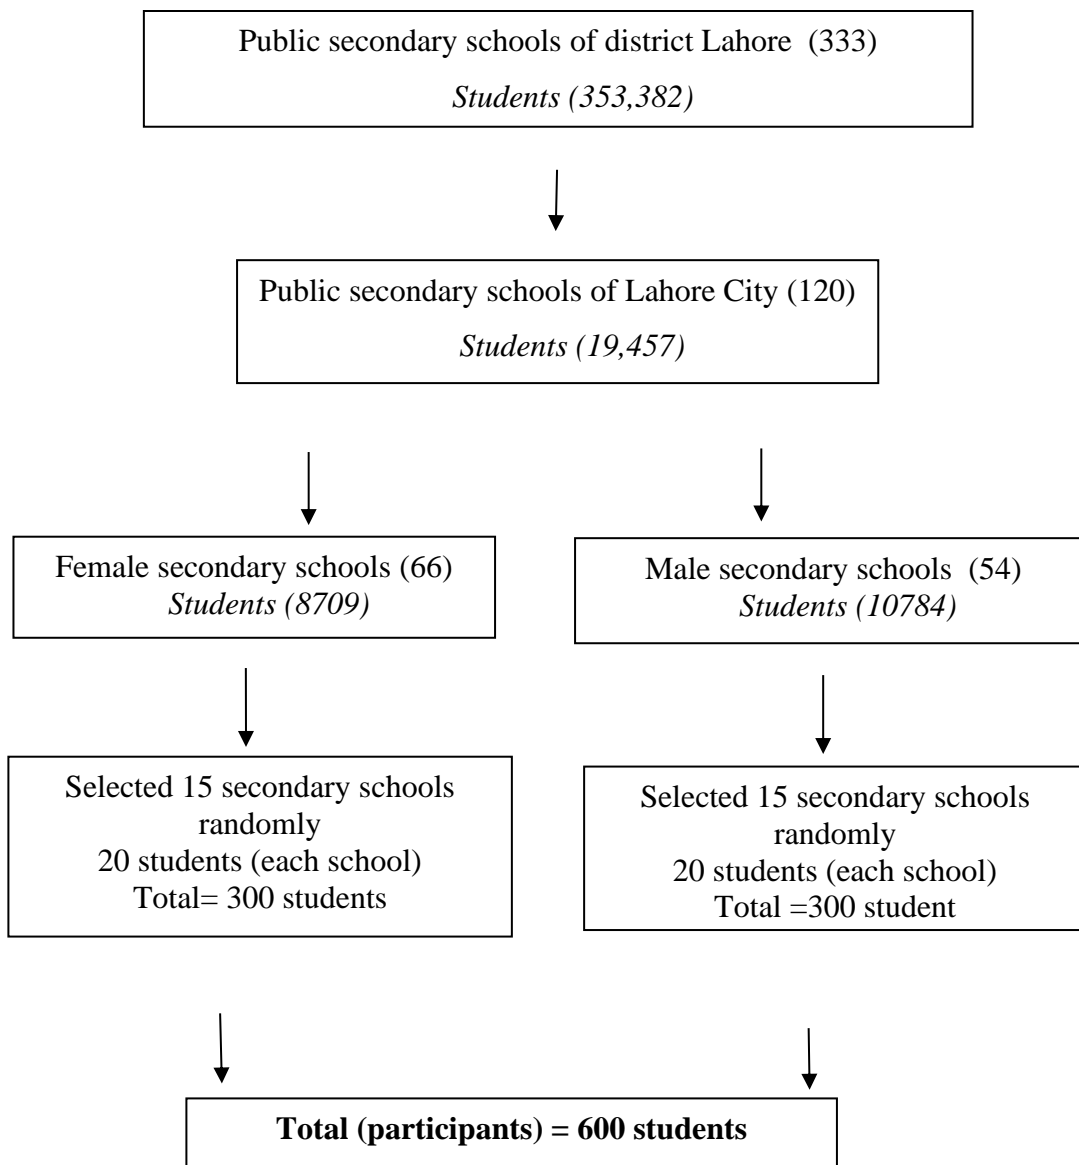 Public secondary schools of district Lahore (333)
Students (353,382)
Public secondary schools of Lahore City (120)
Students (19,457)
Female secondary schools (66)
Students (8709)
Male secondary schools (54)
Students (10784)
Selected 15 secondary schools
randomly
20 students (each school)
Total= 300 students
Selected 15 secondary schools
randomly
20 students (each school)
Total =300 student
Total (participants) = 600 students